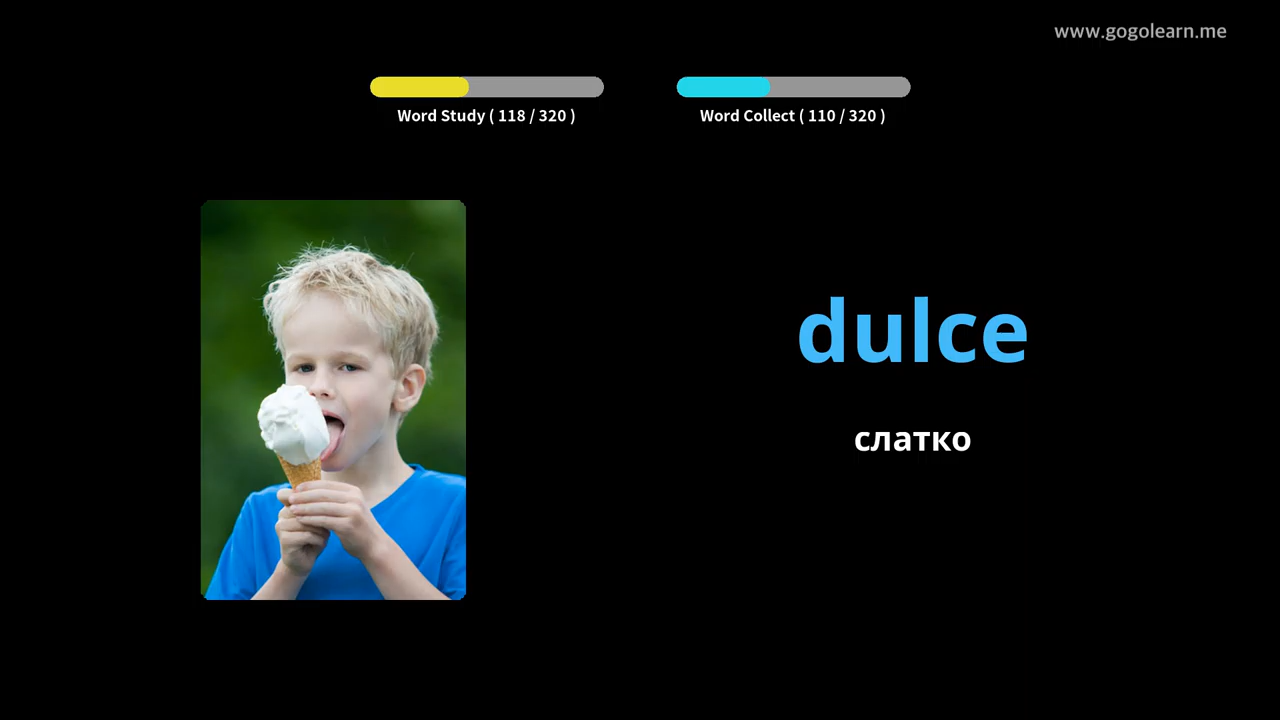 www.gogolearn.me
Word Study ( 118 / 320 )
Word Collect ( 110 / 320 )
dulce
слатко